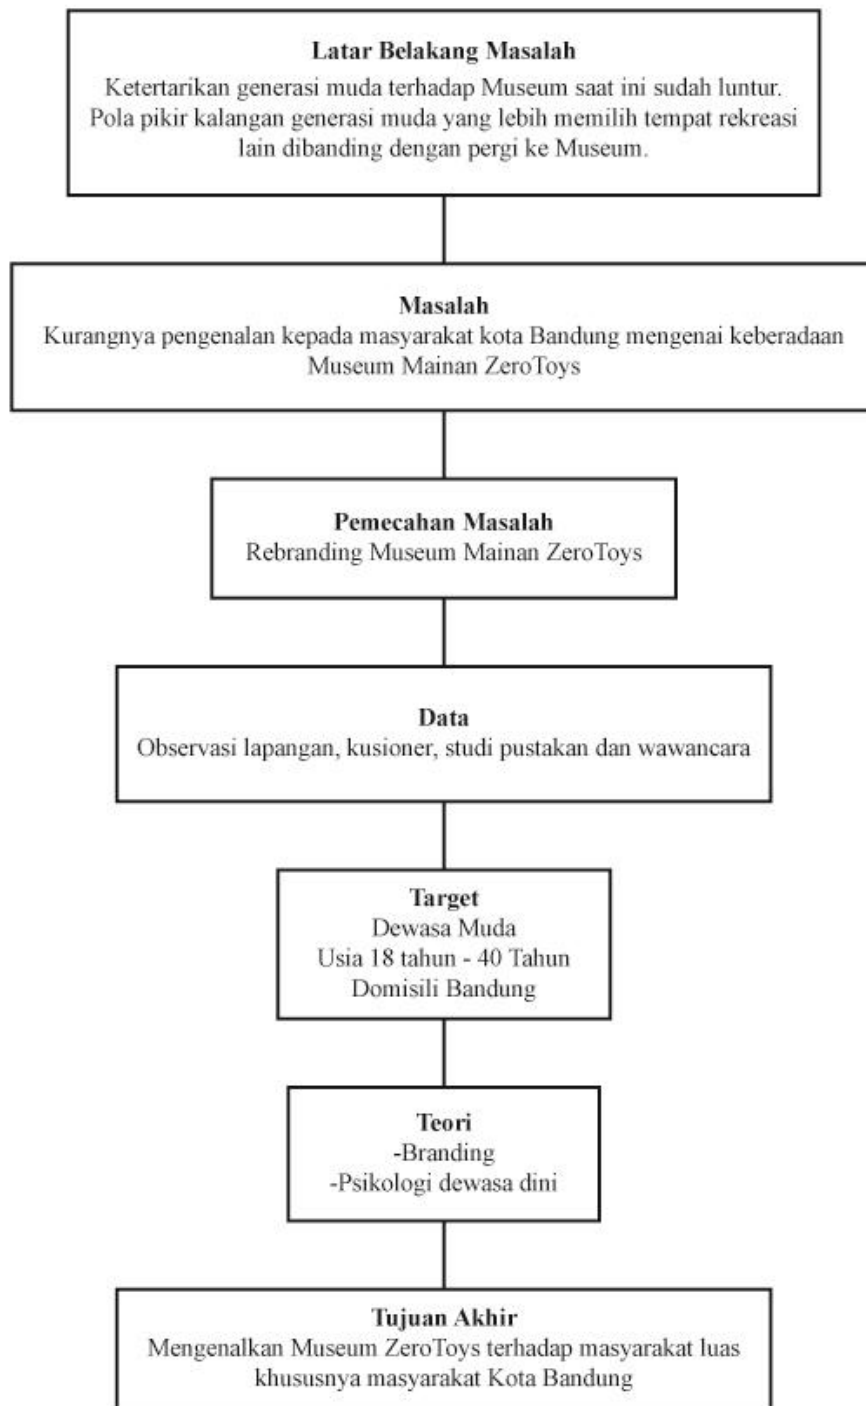 Latar Belakang Masalah
Ketertarikan generasi muda terhadap Museum saat ini sudah luntur.
Pola pikir kalangan generasi muda yang lebih memilih tempat rekreasi
lain dibanding dengan pergi ke Museum.
Masalah
Kurangnya pengenalan kepada masyarakat kota Bandung mengenai keberadaan
Museum Mainan ZeroToys
Pemecahan Masalah
Rebranding Museum Mainan ZeroToys
Data
Observasi lapangan, kusioner, studi pustakan dan wawancara
Target
Dewasa Muda
Usia 18 tahun - 40 Tahun
Domisili Bandung
Teori
-Branding
-Psikologi dewasa dini
Tujuan Akhir
Mengenalkan Museum ZeroToys terhadap masyarakat luas
khususnya masyarakat Kota Bandung